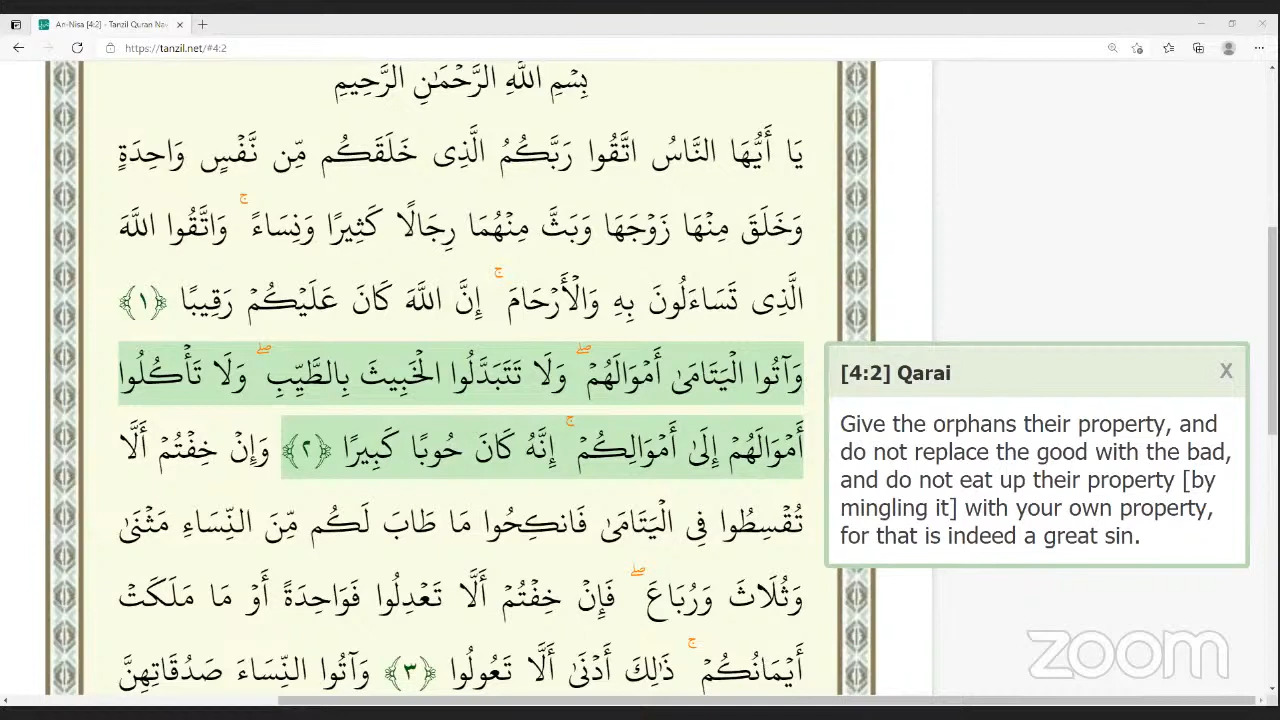 An-Nisa [4:2] - Tanzil Quran Nav
https://tanzil.net/#4:2
بِسْمِ اللَّهِ الرَّحْمَٰنِ الرَّحِيمِ
يَا أَيُّهَا النَّاسُ اتَّقُوا رَبَّكُمُ الَّذِي خَلَقَكُم مِّن نَّفْسٍ وَاحِدَةٍ
وَخَلَقَ مِنْهَا زَوْجَهَا وَبَثَّ مِنْهُمَا رِجَالًا كَثِيرًا وَنِسَاءً ۚ وَاتَّقُوا اللَّهَ
الَّذِي تَسَاءَلُونَ بِهِ وَالْأَرْحَامَ ۚ إِنَّ اللَّهَ كَانَ عَلَيْكُمْ رَقِيبًا ﴿١﴾
وَآتُوا الْيَتَامَىٰ أَمْوَالَهُمْ ۖ وَلَا تَتَبَدَّلُوا الْخَبِيثَ بِالطَّيِّبِ ۖ وَلَا تَأْكُلُوا
أَمْوَالَهُمْ إِلَىٰ أَمْوَالِكُمْ ۚ إِنَّهُ كَانَ حُوبًا كَبِيرًا ﴿٢﴾ وَإِنْ خِفْتُمْ أَلَّا
تُقْسِطُوا فِي الْيَتَامَىٰ فَانكِحُوا مَا طَابَ لَكُم مِّنَ النِّسَاءِ مَثْنَىٰ
وَثُلَاثَ وَرُبَاعَ ۖ فَإِنْ خِفْتُمْ أَلَّا تَعْدِلُوا فَوَاحِدَةً أَوْ مَا مَلَكَتْ
أَيْمَانُكُمْ ۚ ذَٰلِكَ أَدْنَىٰ أَلَّا تَعُولُوا ﴿٣﴾ وَآتُوا النِّسَاءَ صَدُقَاتِهِنَّ
[4:2] Qarai X
Give the orphans their property, and
do not replace the good with the bad,
and do not eat up their property [by
mingling it] with your own property,
for that is indeed a great sin.
zoom